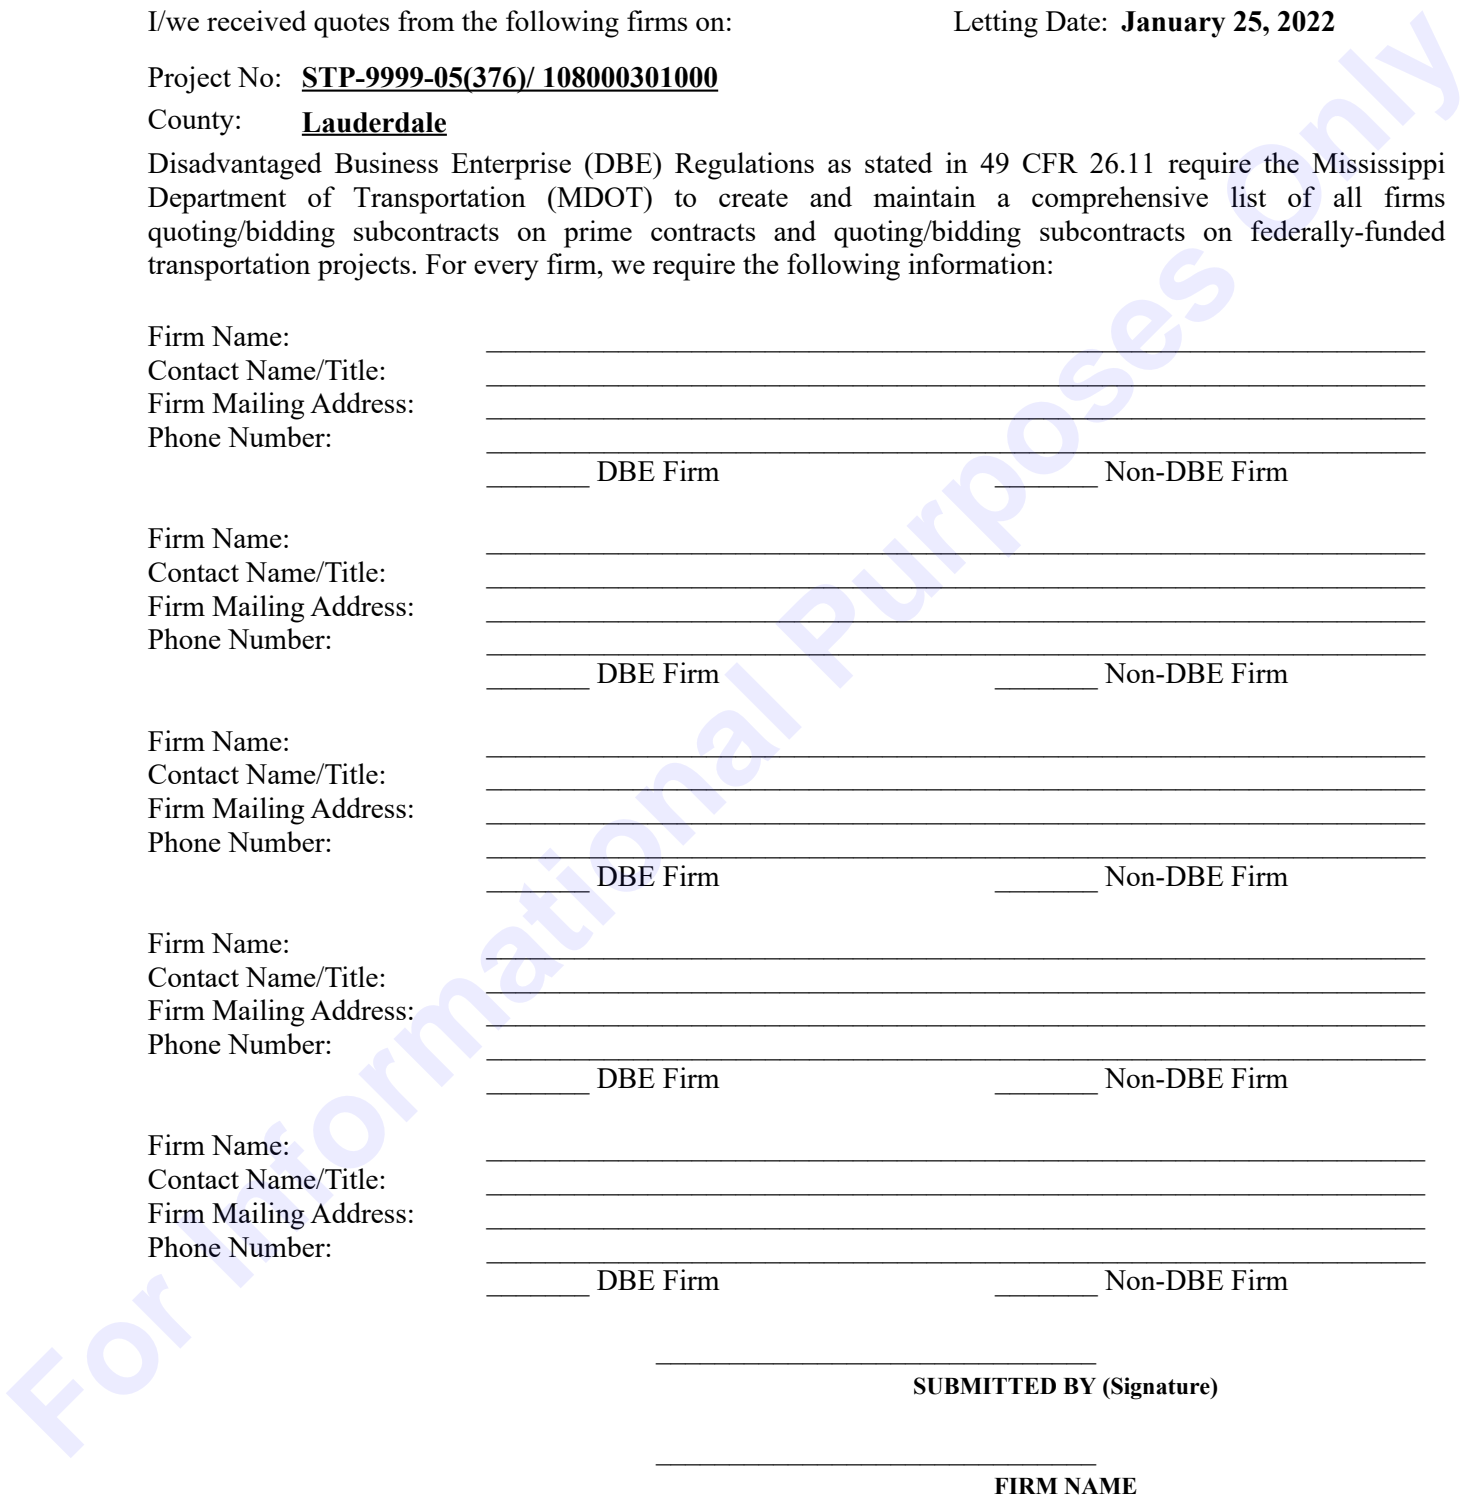 I/we received quotes from the following firms on: Letting Date: January 25, 2022
Project No: STP-9999-05(376)/ 108000301000
County: Lauderdale
Disadvantaged Business Enterprise (DBE) Regulations as stated in 49 CFR 26.11 require the Mississippi
Department of Transportation (MDOT) to create and maintain a comprehensive list of all firms
quoting/bidding subcontracts on prime contracts and quoting/bidding subcontracts on federally-funded
transportation projects. For every firm, we require the following information:
Firm Name:
Contact Name/Title:
Firm Mailing Address:
Phone Number:
DBE Firm Non-DBE Firm
Firm Name:
Contact Name/Title:
Firm Mailing Address:
Phone Number:
DBE Firm Non-DBE Firm
Firm Name:
Contact Name/Title:
Firm Mailing Address:
Phone Number:
DBE Firm Non-DBE Firm
Firm Name:
Contact Name/Title:
Firm Mailing Address:
Phone Number:
DBE Firm Non-DBE Firm
Firm Name:
Contact Name/Title:
Firm Mailing Address:
Phone Number:
DBE Firm Non-DBE Firm
SUBMITTED BY (Signature)
FIRM NAME
For Informational Purposes Only